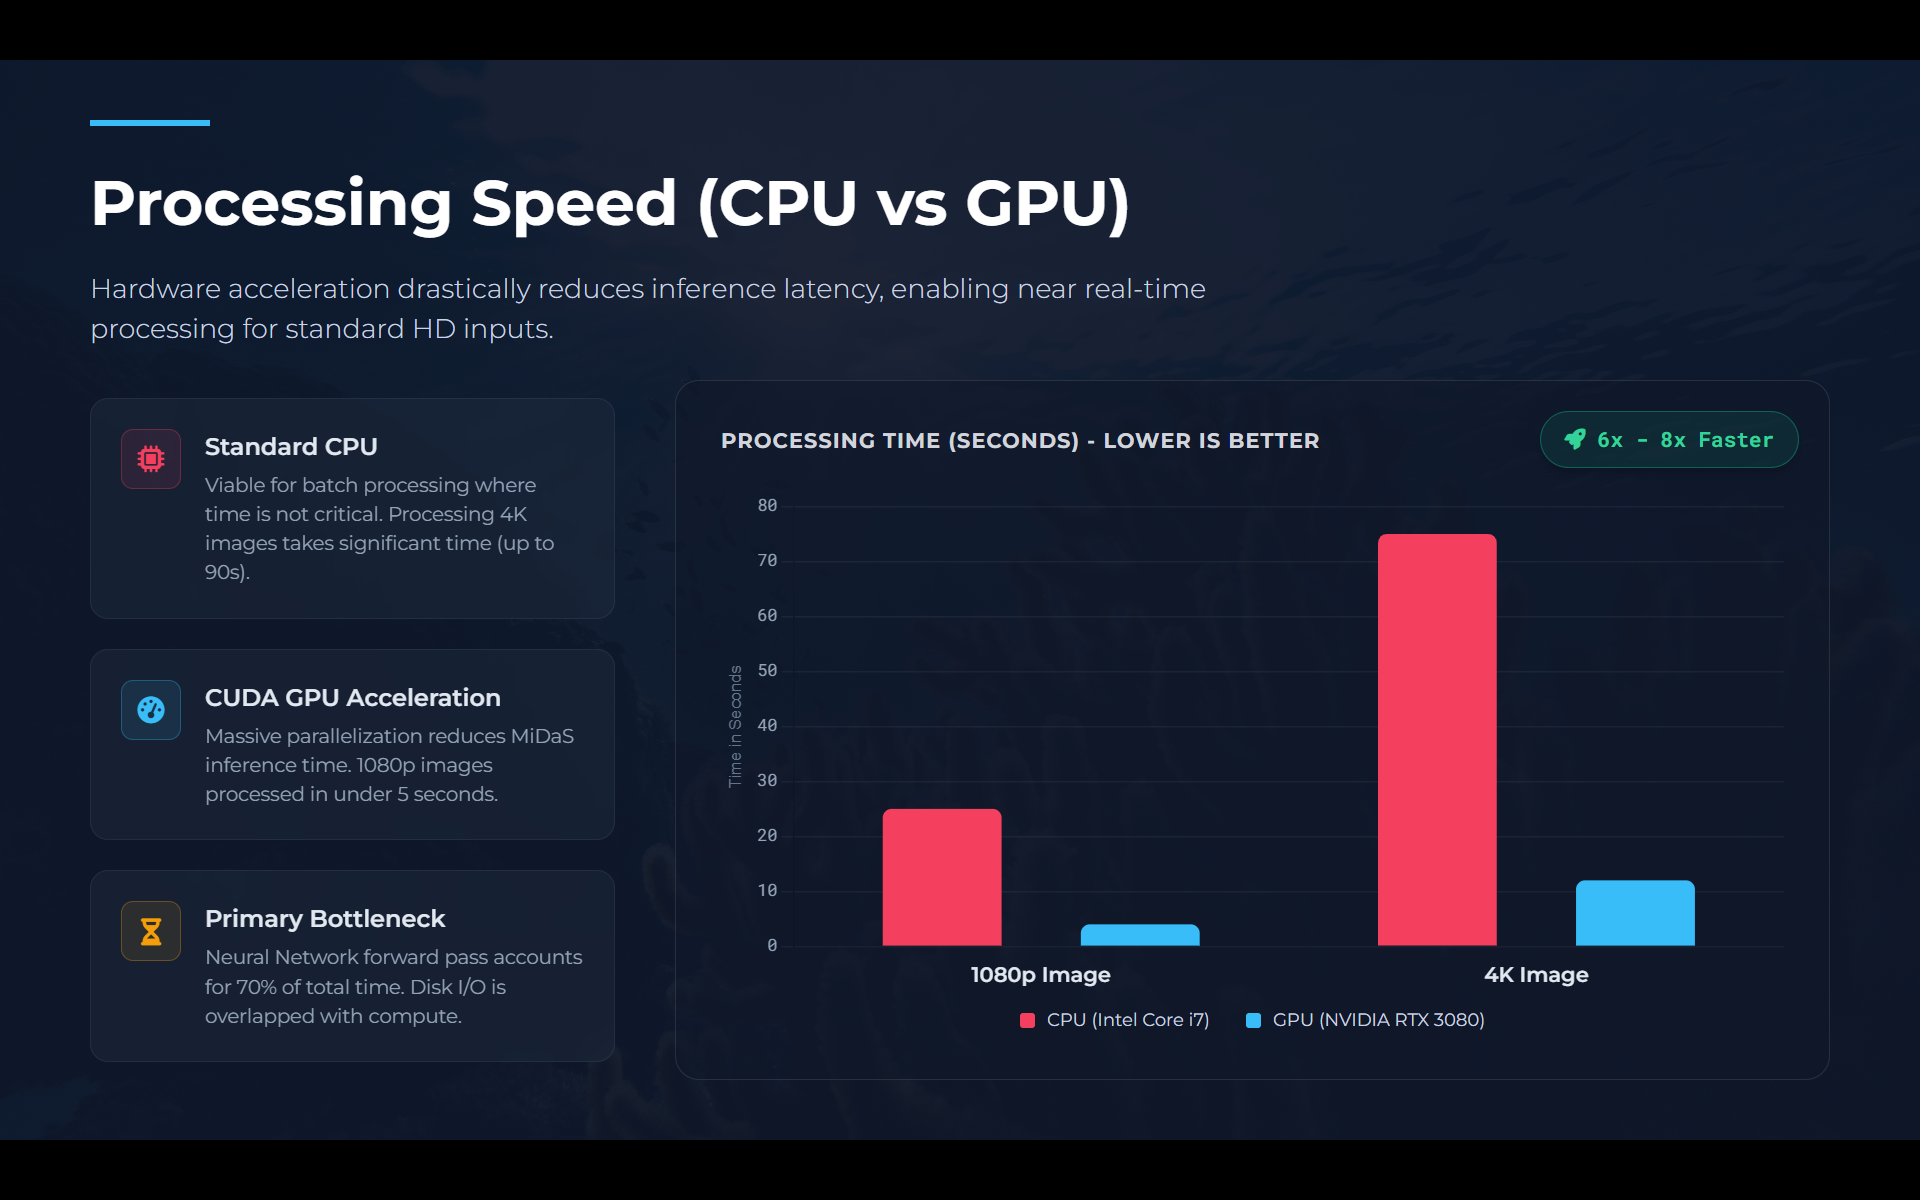 Processing Speed (CPU vs GPU)
Hardware acceleration drastically reduces inference latency, enabling near real-time
processing for standard HD inputs.
Standard CPU
Viable for batch processing where
time is not critical. Processing 4K
images takes significant time (up to
90s).
CUDA GPU Acceleration
Massive parallelization reduces MiDaS
inference time. 1080p images
processed in under 5 seconds.
Primary Bottleneck
Neural Network forward pass accounts
for 70% of total time. Disk I/O is
overlapped with compute.
PROCESSING TIME (SECONDS) - LOWER IS BETTER
6x - 8x Faster
Time in Seconds
80
70
60
50
40
30
20
10
0
1080p Image
4K Image
CPU (Intel Core i7)
GPU (NVIDIA RTX 3080)